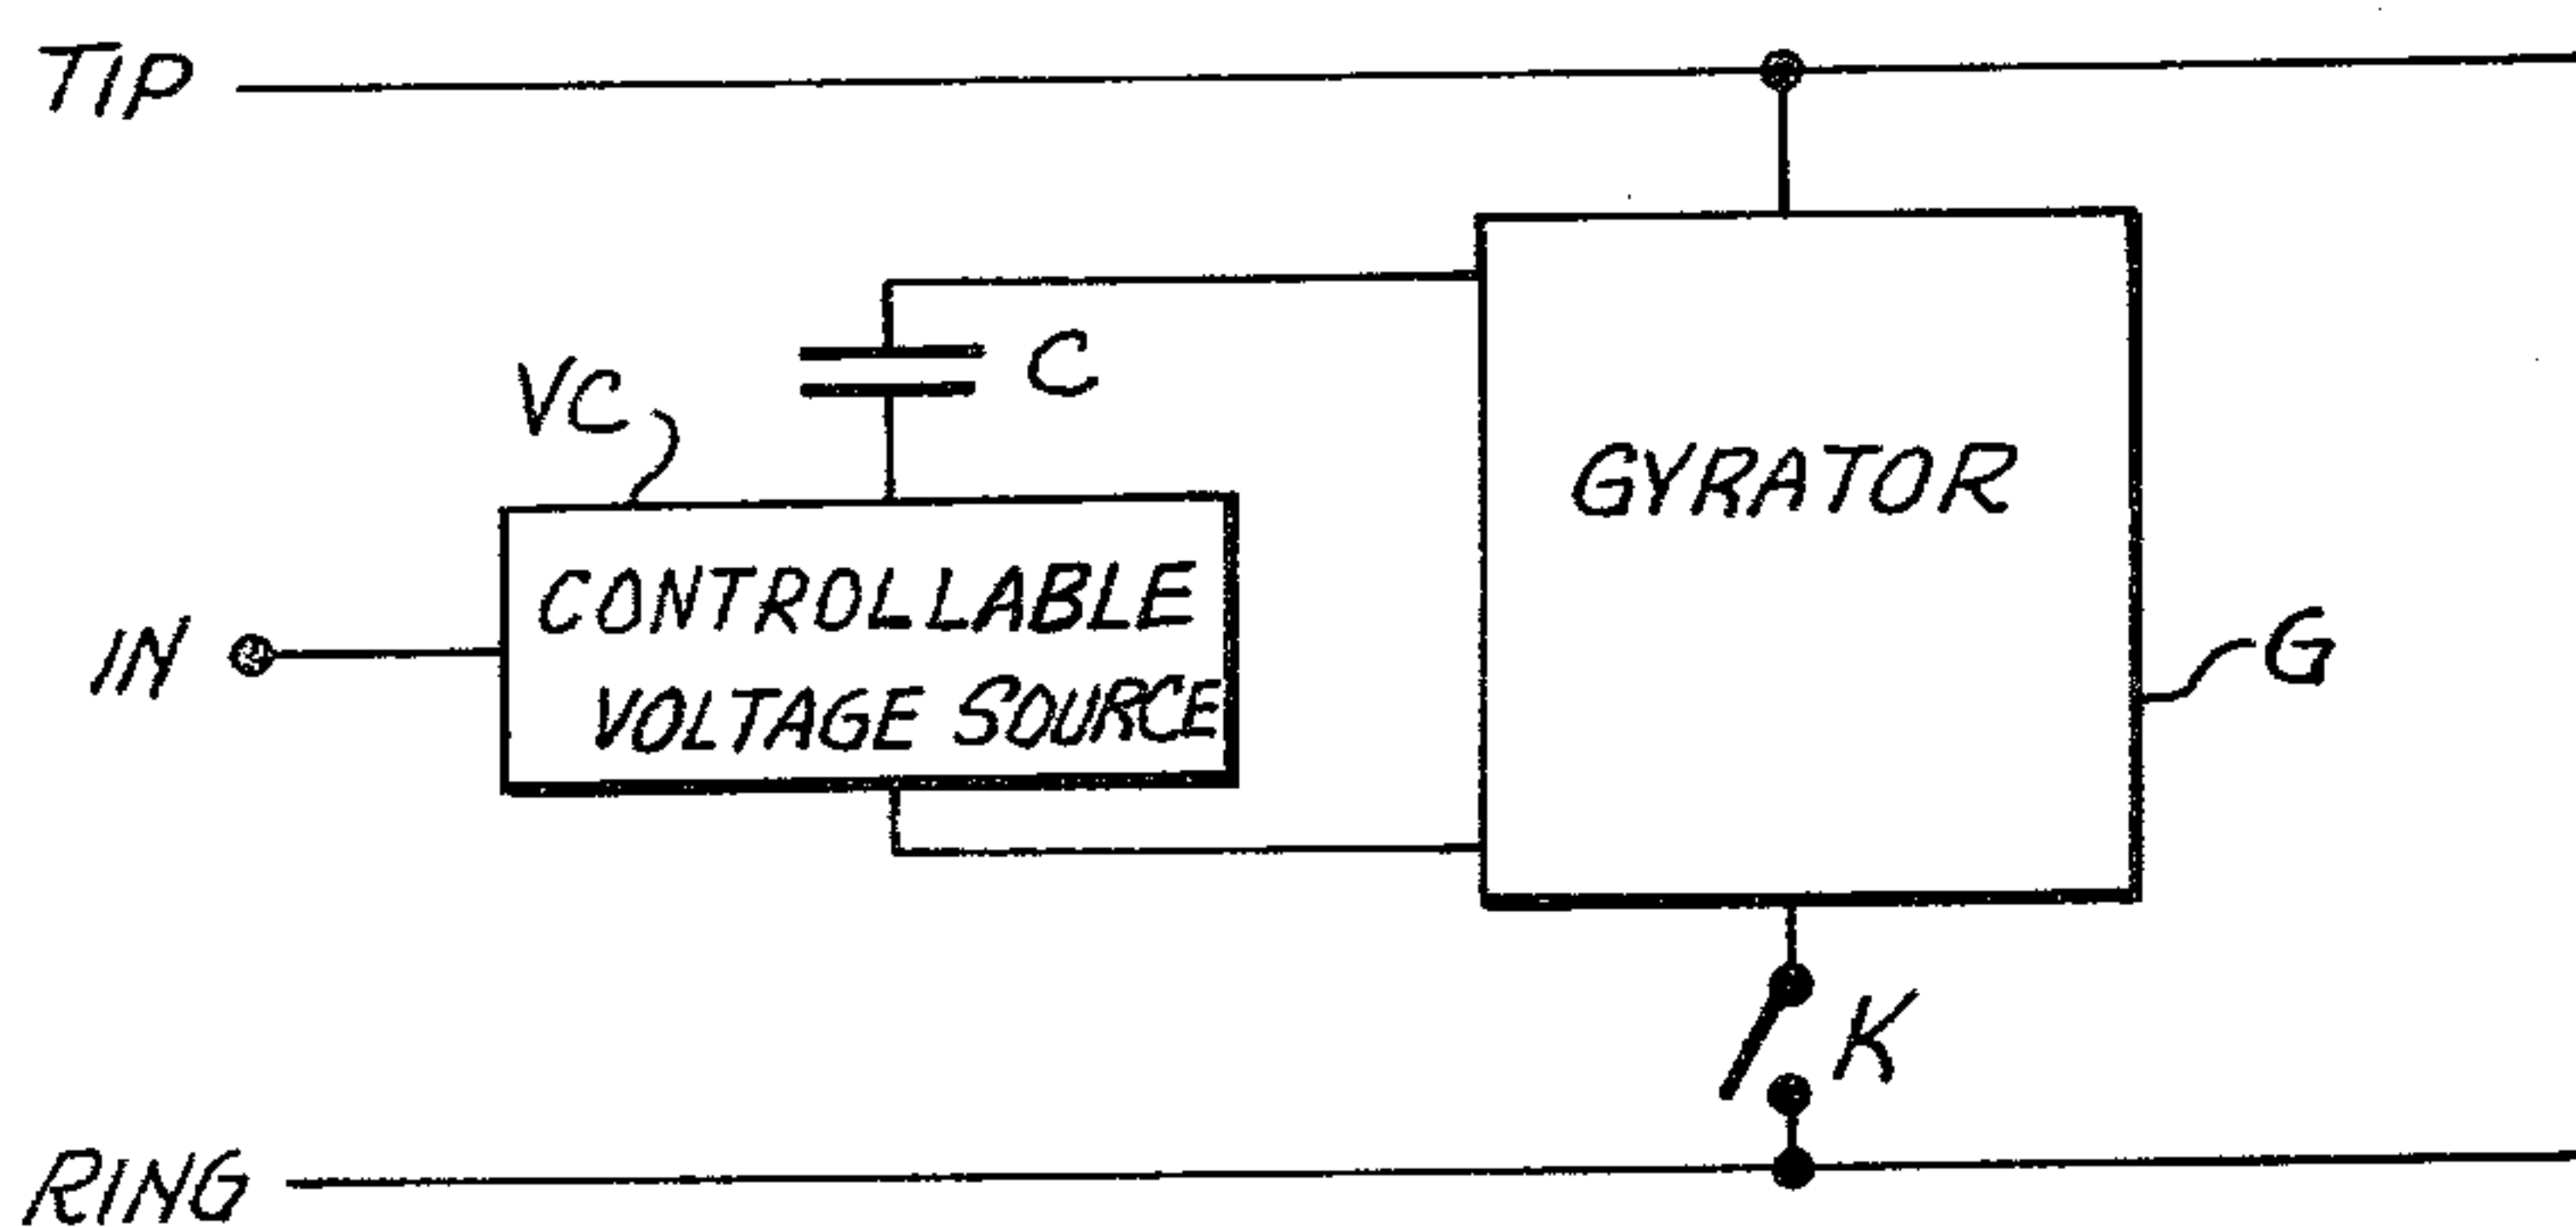 TIP
C
VC
GYRATOR
CONTROLLABLE
VOLTAGE SOURCE
IN
G
K
RING